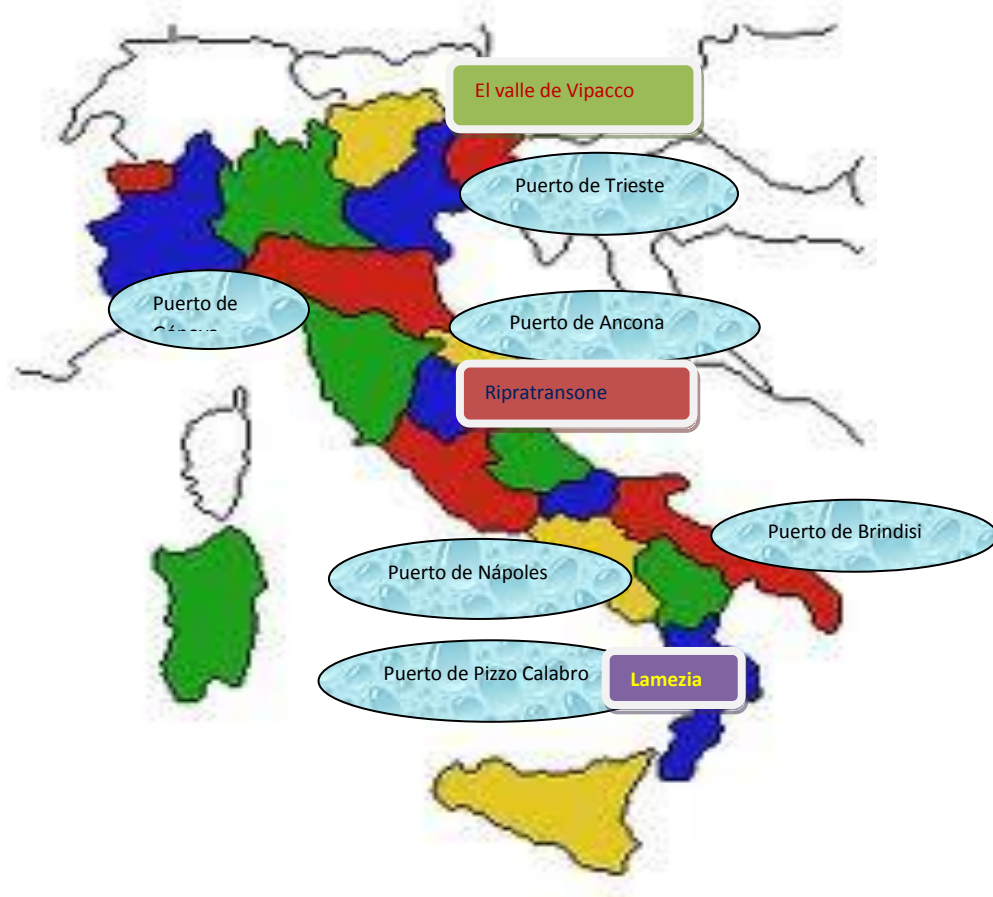 El valle de Vipacco
Puerto de Trieste
Puerto de
Puerto de Ancona
Ripratransone
Puerto de Brindisi
Puerto de Nápoles
Puerto de Pizzo Calabro
Lamezia